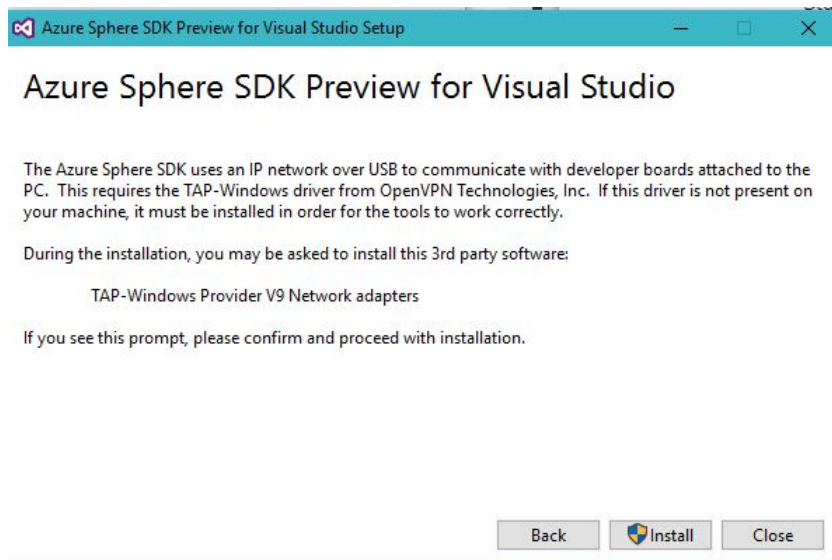 Azure Sphere SDK Preview for Visual Studio Setup
Azure Sphere SDK Preview for Visual Studio
The Azure Sphere SDK uses an IP network over USB to communicate with developer boards attached to the
PC. This requires the TAP-Windows driver from OpenVPN Technologies, Inc. If this driver is not present on
your machine, it must be installed in order for the tools to work correctly.
During the installation, you may be asked to install this 3rd party software:
TAP-Windows Provider V9 Network adapters
If you see this prompt, please confirm and proceed with installation.
Back
Install
Close